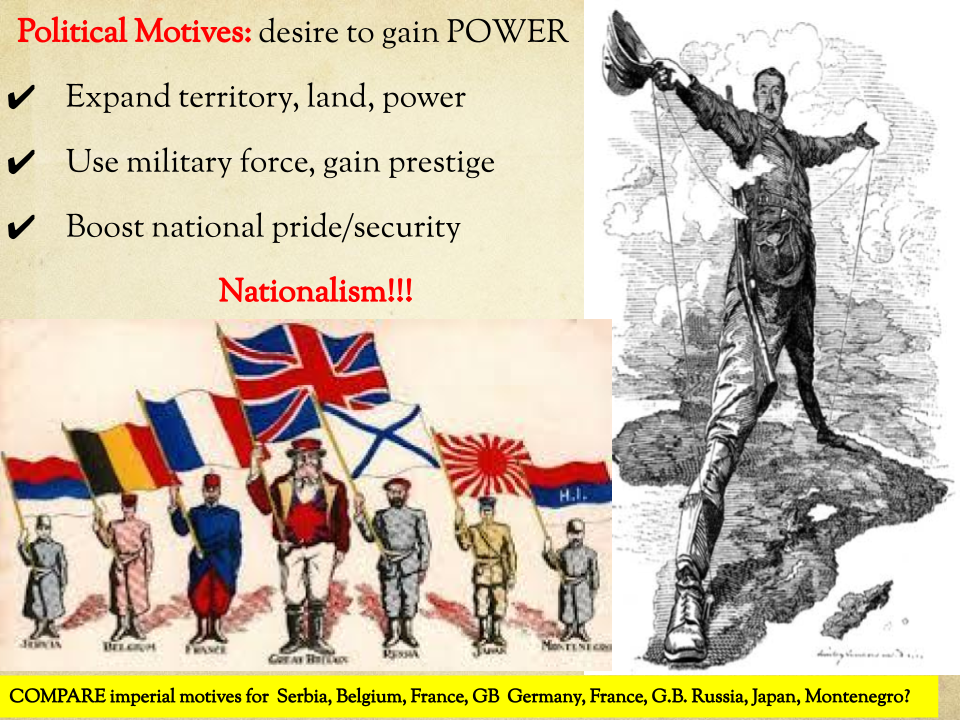 Political Motives: desire to gain POWER
✔ Expand territory, land, power
✔ Use military force, gain prestige
✔ Boost national pride/security
Nationalism!!!
H.I.
SERVIA BELGIUM FRANCE GREAT BRITAIN RUSSIA JAPAN MONTENEGRO
COMPARE imperial motives for Serbia, Belgium, France, GB Germany, France, G.B. Russia, Japan, Montenegro?